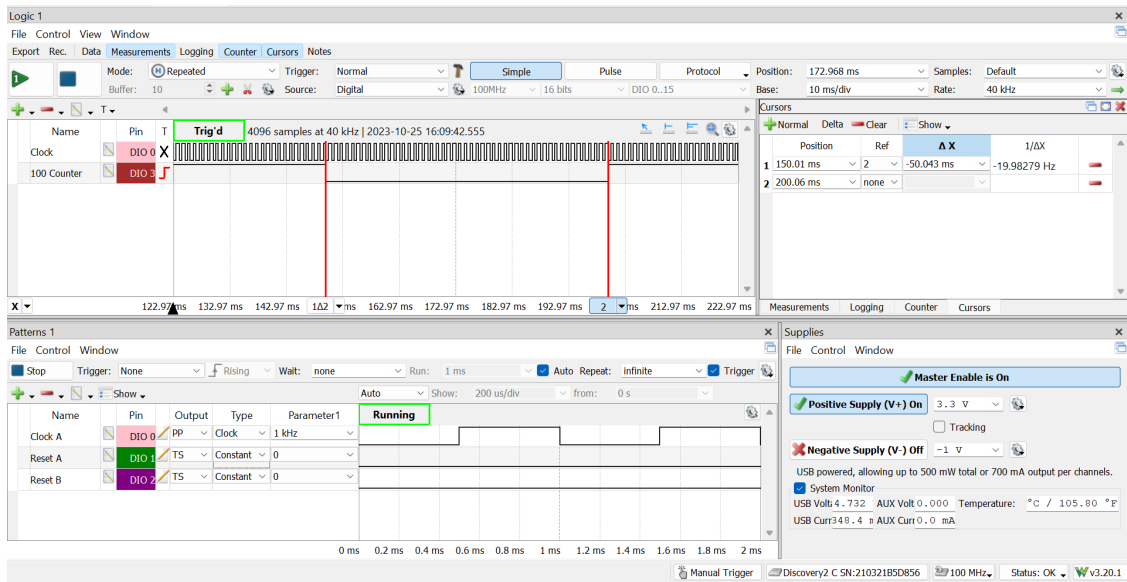 Logic 1
File Control View Window
Export Rec. Data Measurements Logging Counter Cursors Notes
Mode: Repeated Trigger: Normal Simple Pulse Protocol Position: 172.968 ms Samples: Default
Buffer: 10 Source: Digital 100MHz 16 bits DIO 0..15 Base: 10 ms/div Rate: 40 kHz
T
Name Pin T Trig'd 4096 samples at 40 kHz | 2023-10-25 16:09:42.555
Clock DIO 0 X
100 Counter DIO 3
X 122.97 ms 132.97 ms 142.97 ms 1Δ2 ms 162.97 ms 172.97 ms 182.97 ms 192.97 ms 2 ms 212.97 ms 222.97 ms
Cursors
Normal Delta Clear Show
Position Ref Δ X 1/ΔX
1 150.01 ms 2 -50.043 ms -19.98279 Hz
2 200.06 ms none
Measurements Logging Counter Cursors
Patterns 1
File Control Window
Stop Trigger: None Rising Wait: none Run: 1 ms Auto Repeat: infinite Trigger
Show Auto Show: 200 us/div from: 0 s
Name Pin Output Type Parameter1 Running
Clock A DIO 0 PP Clock 1 kHz
Reset A DIO 1 TS Constant 0
Reset B DIO 2 TS Constant 0
0 ms 0.2 ms 0.4 ms 0.6 ms 0.8 ms 1 ms 1.2 ms 1.4 ms 1.6 ms 1.8 ms 2 ms
Supplies
File Control Window
Master Enable is On
Positive Supply (V+) On 3.3 V
Tracking
Negative Supply (V-) Off -1 V
USB powered, allowing up to 500 mW total or 700 mA output per channels.
System Monitor
USB Volt: 4.732 AUX Volt: 0.000 Temperature: °C / 105.80 °F
USB Curr 348.4 AUX Curr 0.0 mA
Manual Trigger Discovery2 C SN:210321B5D856 100 MHz Status: OK v3.20.1